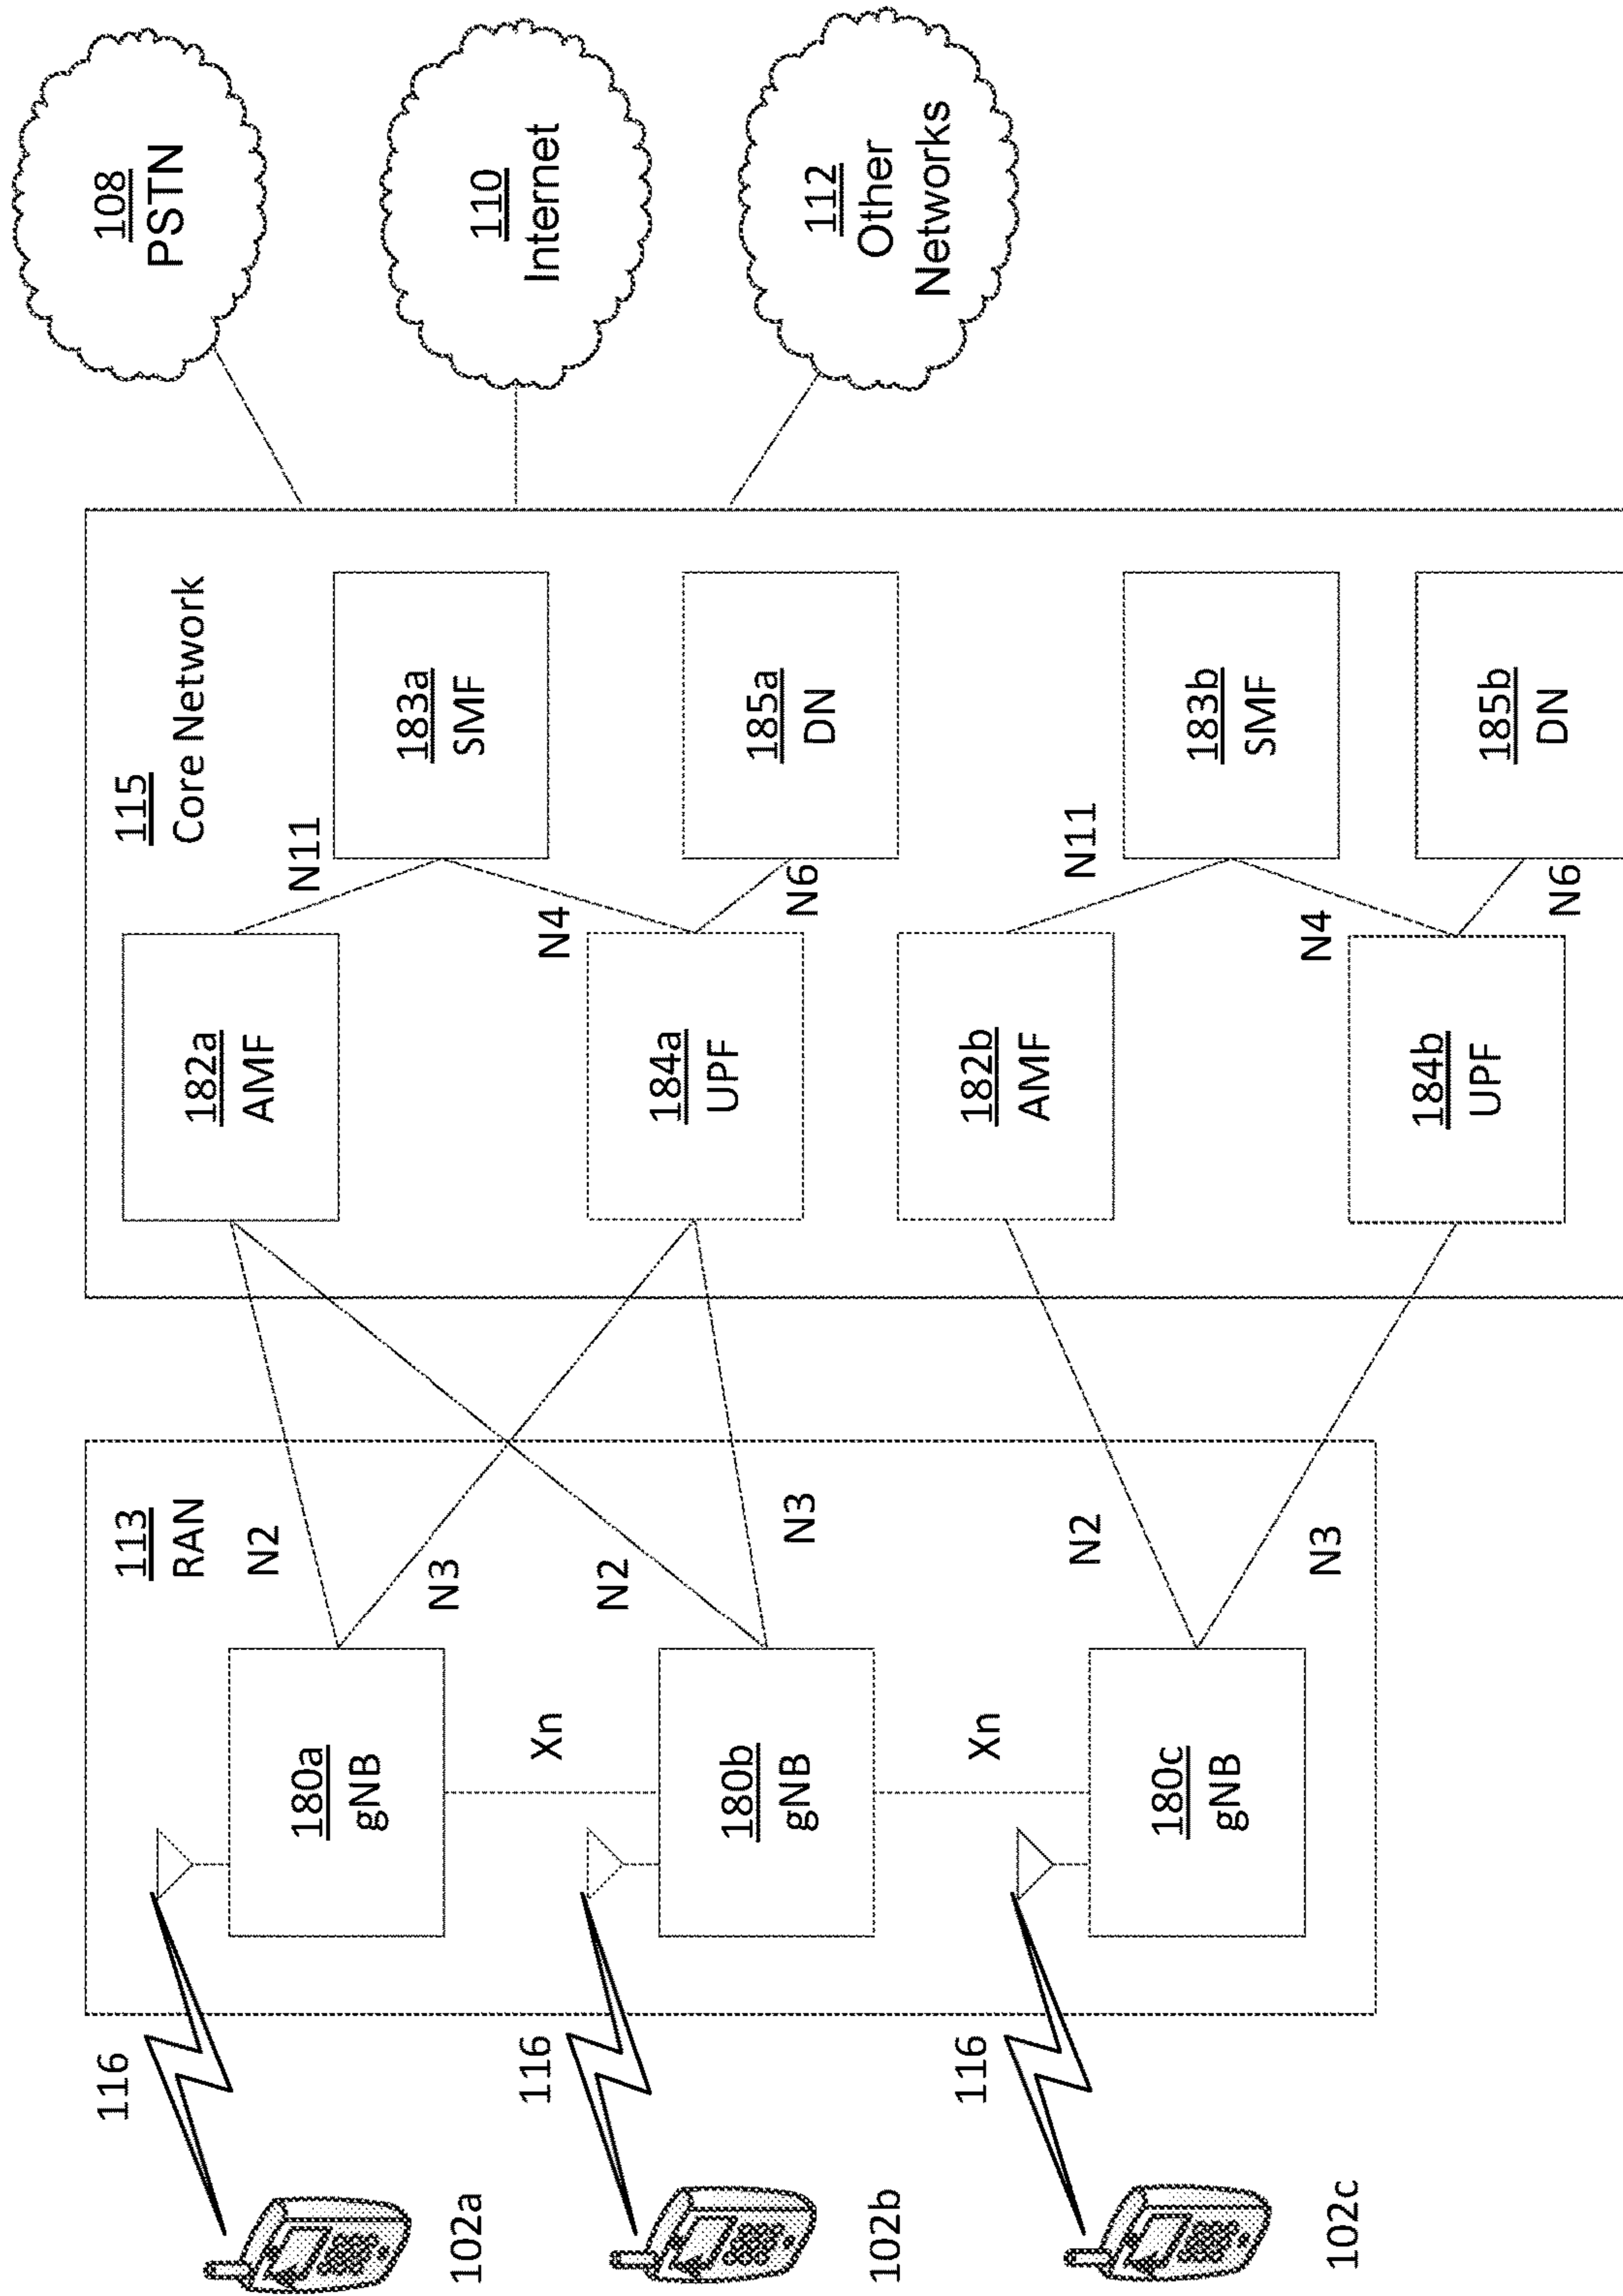 102a
102b
102c
116
116
116
113
RAN
180a
gNB
180b
gNB
180c
gNB
Xn
Xn
N2
N3
N2
N3
N2
N3
115
Core Network
182a
AMF
184a
UPF
182b
AMF
184b
UPF
N11
N4
N6
N11
N4
N6
183a
SMF
185a
DN
183b
SMF
185b
DN
108
PSTN
110
Internet
112
Other
Networks